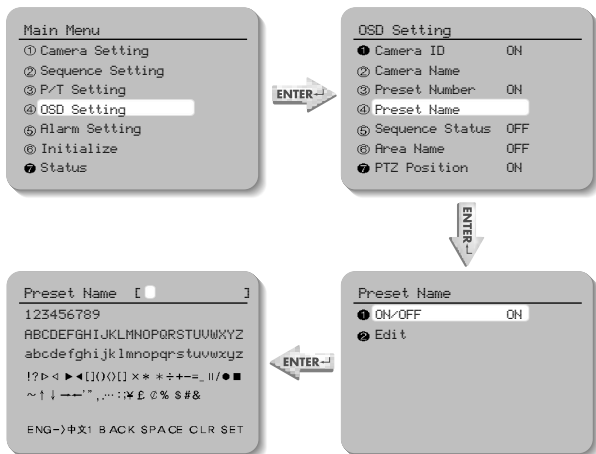 Main Menu
① Camera Setting
② Sequence Setting
③ P/T Setting
④ OSD Setting
⑤ Alarm Setting
⑥ Initialize
❼ Status
ENTER↵
OSD Setting
❶ Camera ID ON
② Camera Name
③ Preset Number ON
④ Preset Name
⑤ Sequence Status OFF
⑥ Area Name OFF
❼ PTZ Position ON
ENTER↵
Preset Name
❶ ON/OFF ON
❷ Edit
ENTER↵
Preset Name [ ]
123456789
ABCDEFGHIJKLMNOPQRSTUVWXYZ
abcdefghijklmnopqrstuvwxyz
!?▷◁ ►◄[]()⟨⟩[] ×* *÷+-=_ II/●■
~↑↓→←'",.…:;¥£¢%$#&
ENG->中文1 BACK SPACE CLR SET